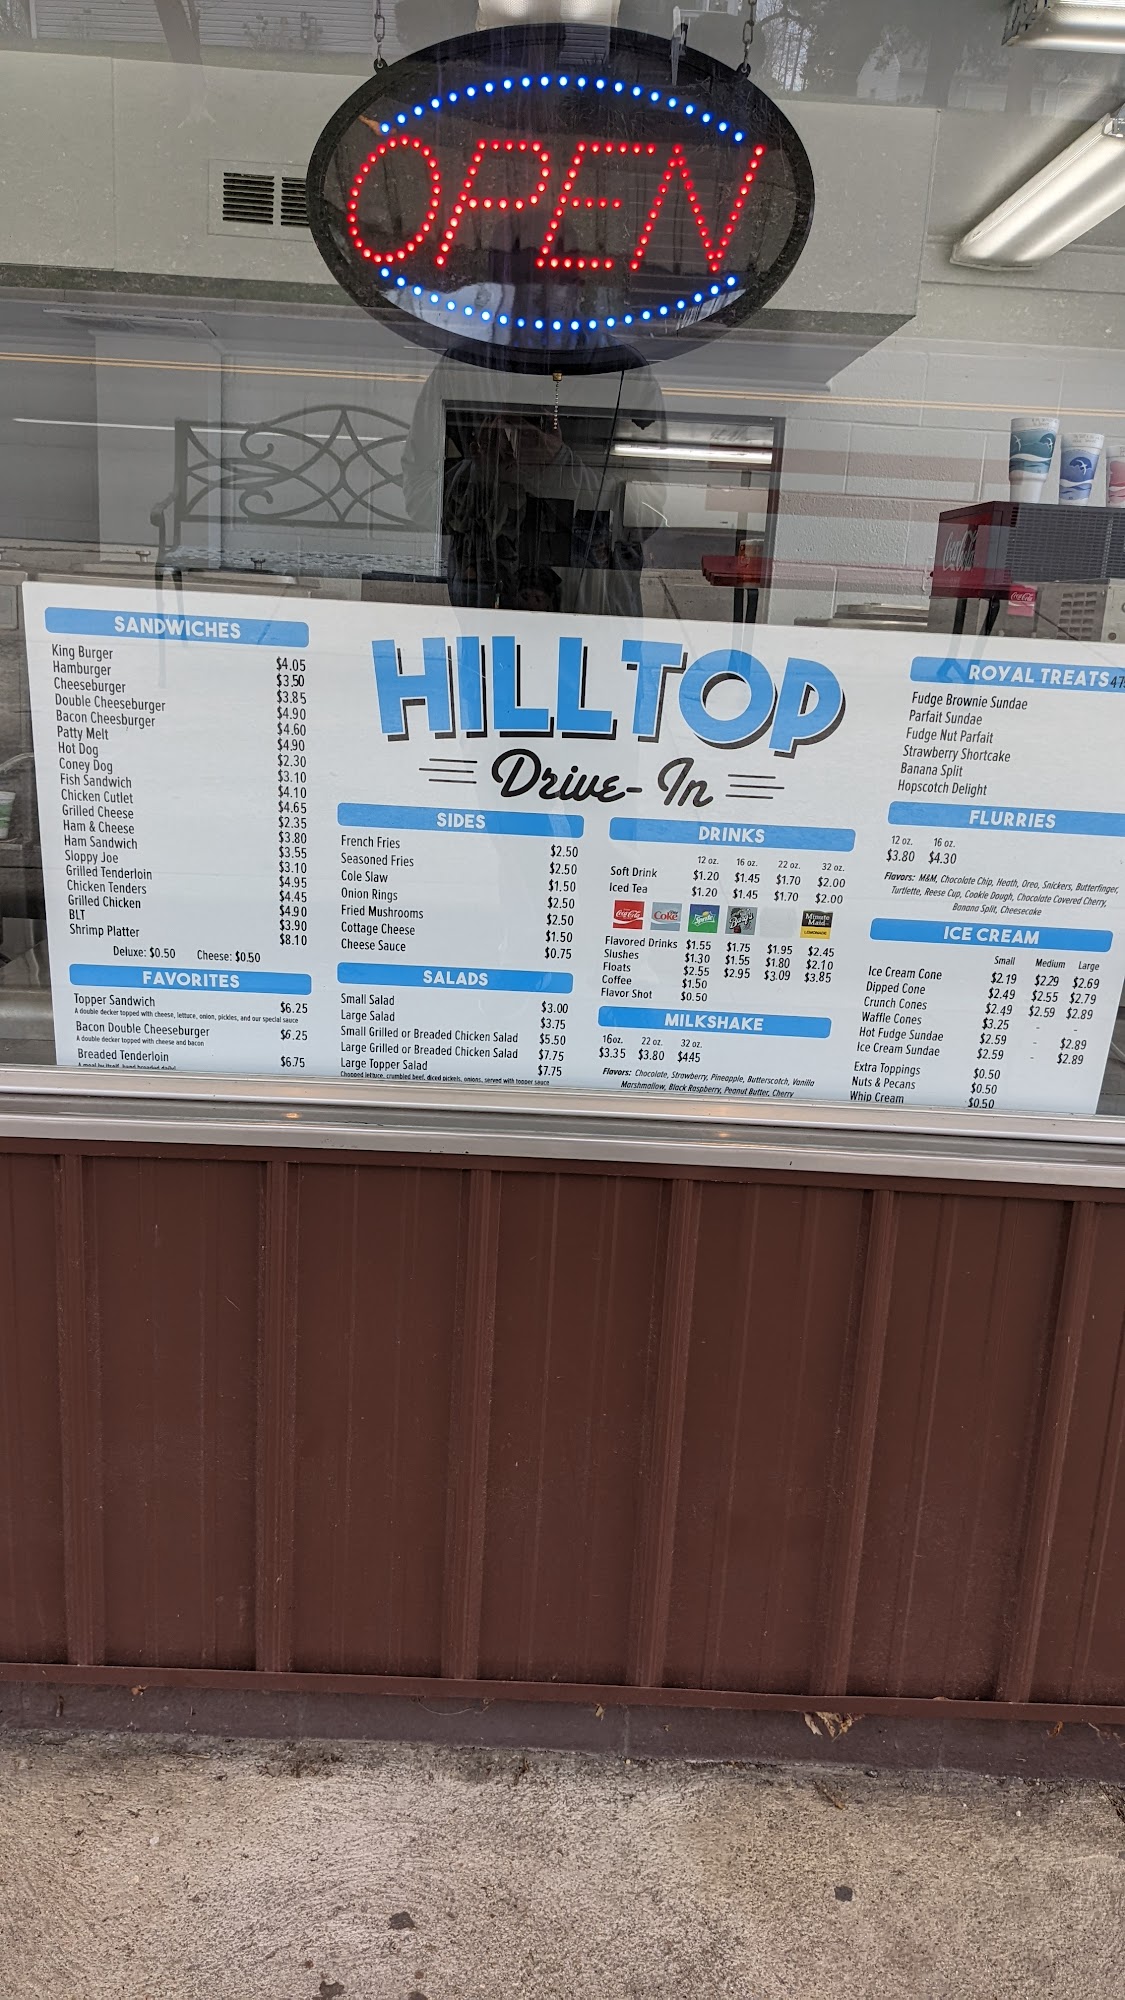 OPEN
Coca-Cola
Coca-Cola
HILLTOP
Drive-In
SANDWICHES
King Burger $4.05
Hamburger $3.50
Cheeseburger $3.85
Double Cheeseburger $4.90
Bacon Cheesburger $4.60
Patty Melt $4.90
Hot Dog $2.30
Coney Dog $3.10
Fish Sandwich $4.10
Chicken Cutlet $4.65
Grilled Cheese $2.35
Ham & Cheese $3.80
Ham Sandwich $3.55
Sloppy Joe $3.10
Grilled Tenderloin $4.95
Chicken Tenders $4.45
Grilled Chicken $4.90
BLT $3.90
Shrimp Platter $8.10
Deluxe: $0.50 Cheese: $0.50
FAVORITES
Topper Sandwich $6.25
A double decker topped with cheese, lettuce, onion, pickles, and our special sauce
Bacon Double Cheeseburger $6.25
A double decker topped with cheese and bacon
Breaded Tenderloin $6.75
A meal by itself, hand breaded daily!
SIDES
French Fries $2.50
Seasoned Fries $2.50
Cole Slaw $1.50
Onion Rings $2.50
Fried Mushrooms $2.50
Cottage Cheese $1.50
Cheese Sauce $0.75
SALADS
Small Salad $3.00
Large Salad $3.75
Small Grilled or Breaded Chicken Salad $5.50
Large Grilled or Breaded Chicken Salad $7.75
Large Topper Salad $7.75
Chopped lettuce, crumbled beef, diced pickels, onions, served with topper sauce
DRINKS
12 oz. 16 oz. 22 oz. 32 oz.
Soft Drink $1.20 $1.45 $1.70 $2.00
Iced Tea $1.20 $1.45 $1.70 $2.00
Coca-Cola Diet Coke Sprite Minute Maid LEMONADE
Flavored Drinks $1.55 $1.75 $1.95 $2.45
Slushes $1.30 $1.55 $1.80 $2.10
Floats $2.55 $2.95 $3.09 $3.85
Coffee $1.50
Flavor Shot $0.50
MILKSHAKE
16oz. 22 oz. 32 oz.
$3.35 $3.80 $4.45
Flavors: Chocolate, Strawberry, Pineapple, Butterscotch, Vanilla
Marshmallow, Black Raspberry, Peanut Butter, Cherry
ROYAL TREATS
Fudge Brownie Sundae
Parfait Sundae
Fudge Nut Parfait
Strawberry Shortcake
Banana Split
Hopscotch Delight
FLURRIES
12 oz. 16 oz.
$3.80 $4.30
Flavors: M&M, Chocolate Chip, Heath, Oreo, Snickers, Butterfinger,
Turtlette, Reese Cup, Cookie Dough, Chocolate Covered Cherry,
Banana Split, Cheesecake
ICE CREAM
Small Medium Large
Ice Cream Cone $2.19 $2.29 $2.69
Dipped Cone $2.49 $2.55 $2.79
Crunch Cones $2.49 $2.59 $2.89
Waffle Cones $3.25 - -
Hot Fudge Sundae $2.59 - $2.89
Ice Cream Sundae $2.59 - $2.89
Extra Toppings $0.50
Nuts & Pecans $0.50
Whip Cream $0.50